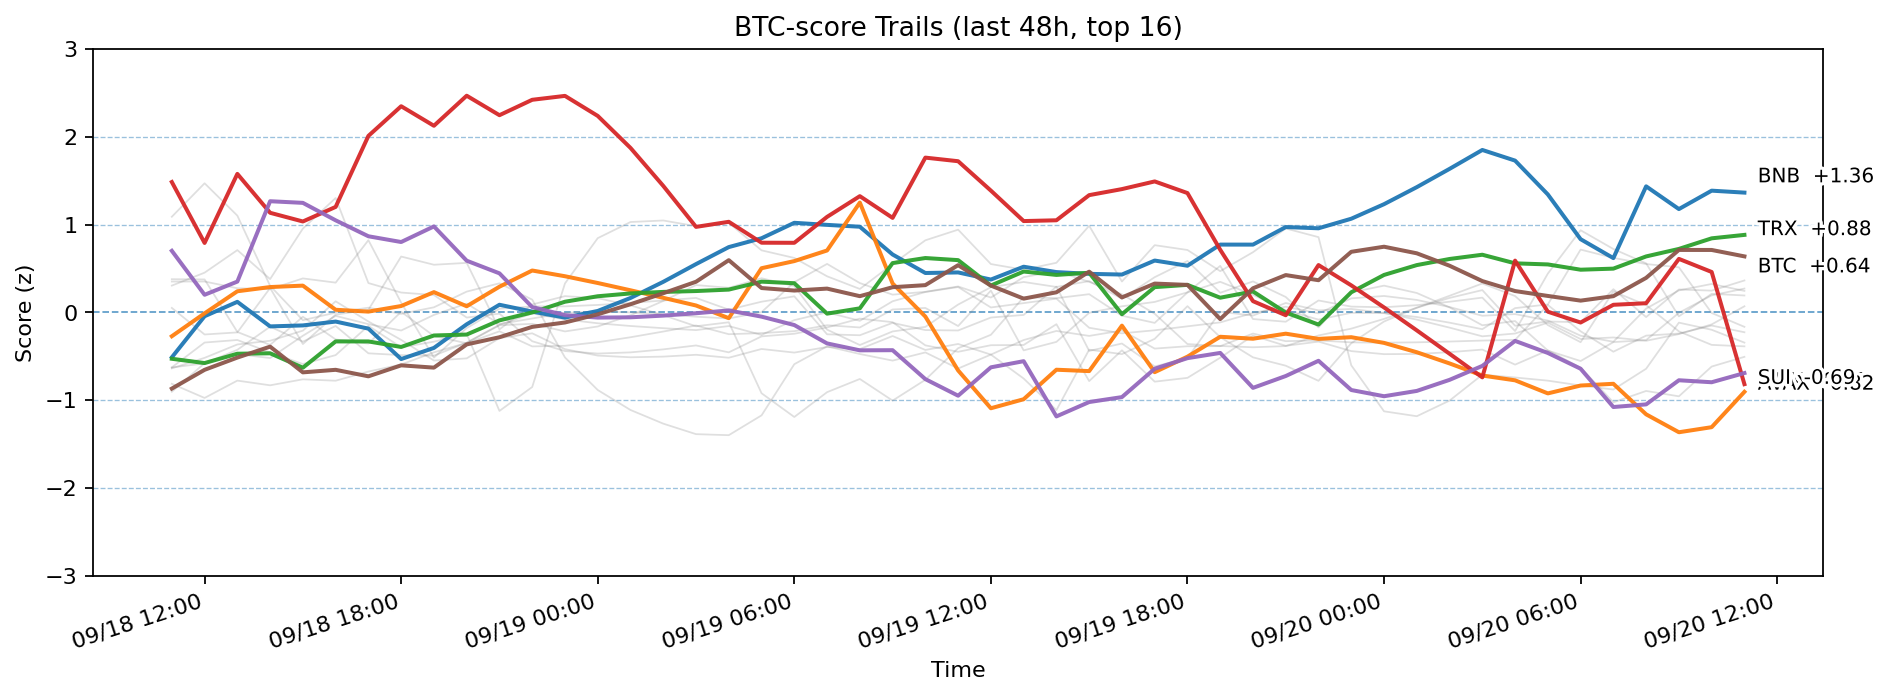 BTC-score Trails (last 48h, top 16)
Score (z)
3
2
1
0
−1
−2
−3
BNB +1.36
TRX +0.88
BTC +0.64
SUI -0.69
09/18 12:00
09/18 18:00
09/19 00:00
09/19 06:00
09/19 12:00
09/19 18:00
09/20 00:00
09/20 06:00
09/20 12:00
Time